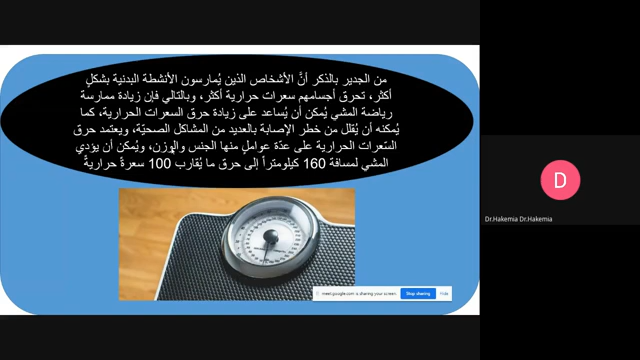 من الجدير بالذكر أنَّ الأشخاص الذين يُمارسون الأنشطة البدنية بشكلٍ
أكثر، تحرق أجسامهم سعرات حرارية أكثر، وبالتالي فإن زيادة ممارسة
رياضة المشي يُمكن أن يُساعد على زيادة حرق السعرات الحرارية، كما
يُمكنه أن يُقلل من خطر الإصابة بالعديد من المشاكل الصحيّة، ويعتمد حرق
السّعرات الحرارية على عدّة عواملٍ منها الجنس والوزن، ويُمكن أن يؤدي
المشي لمسافة 160 كيلومتراً إلى حرق ما يُقارب 100 سعرةً حراريةً
meet.google.com is sharing your screen.
Stop sharing
Hide
D
Dr.Hakemia Dr.Hakemia